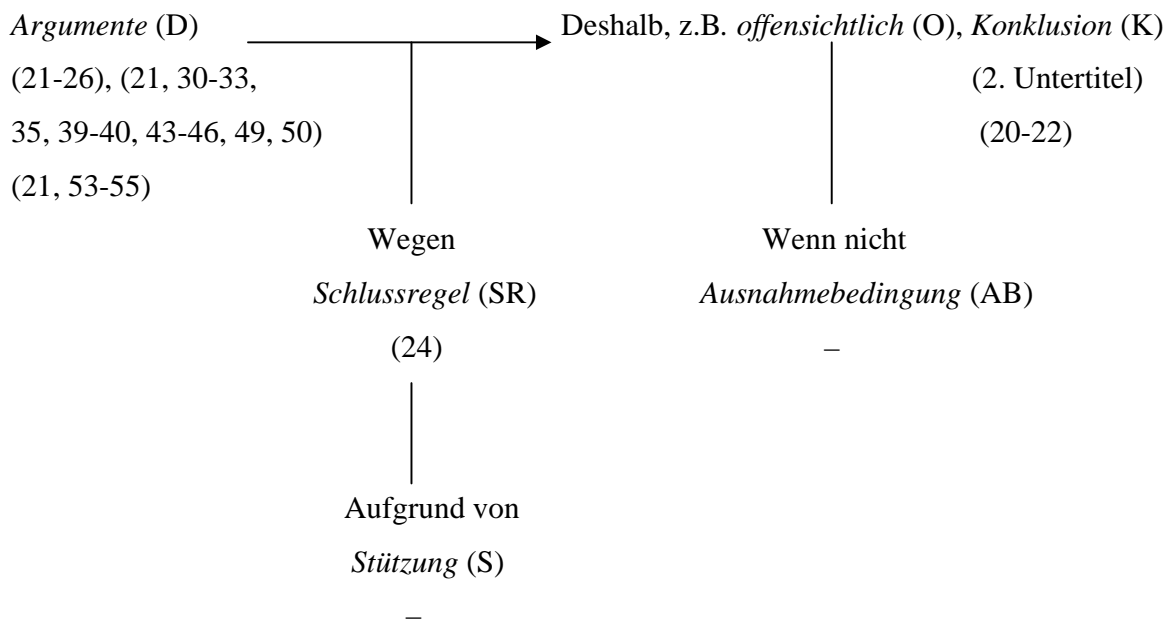 Argumente (D) Deshalb, z.B. offensichtlich (O), Konklusion (K)
(21-26), (21, 30-33, (2. Untertitel)
35, 39-40, 43-46, 49, 50) (20-22)
(21, 53-55)
Wegen Wenn nicht
Schlussregel (SR) Ausnahmebedingung (AB)
(24) –
Aufgrund von
Stützung (S)
–